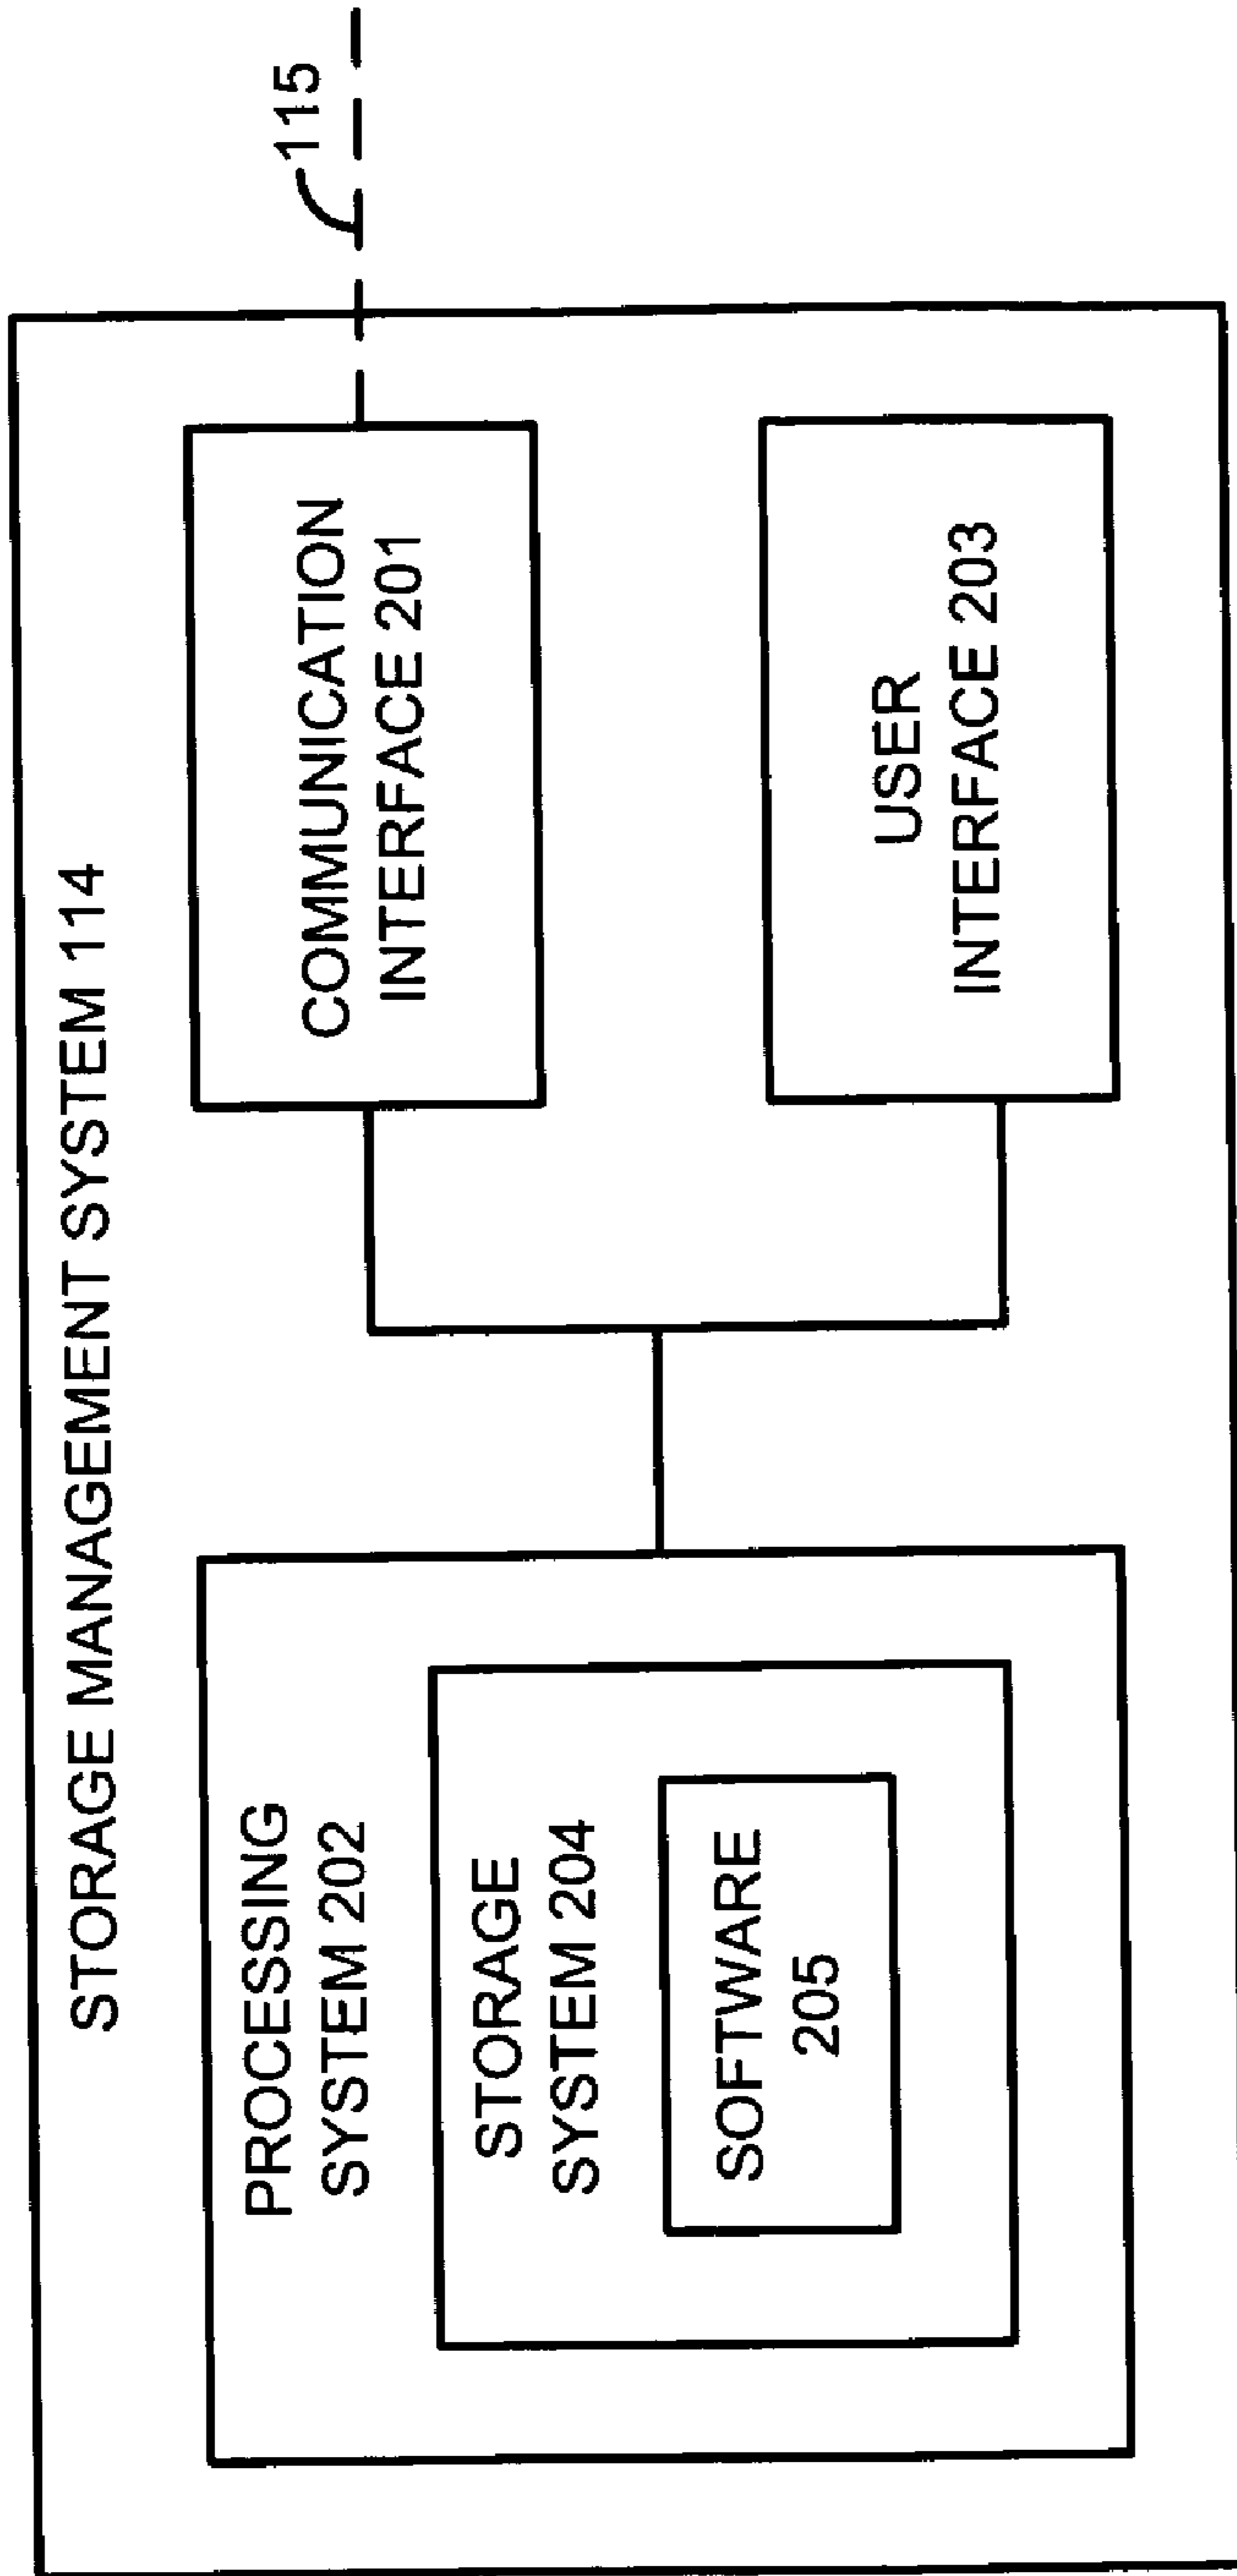 STORAGE MANAGEMENT SYSTEM 114
PROCESSING
SYSTEM 202
STORAGE
SYSTEM 204
SOFTWARE
205
COMMUNICATION
INTERFACE 201
115
USER
INTERFACE 203